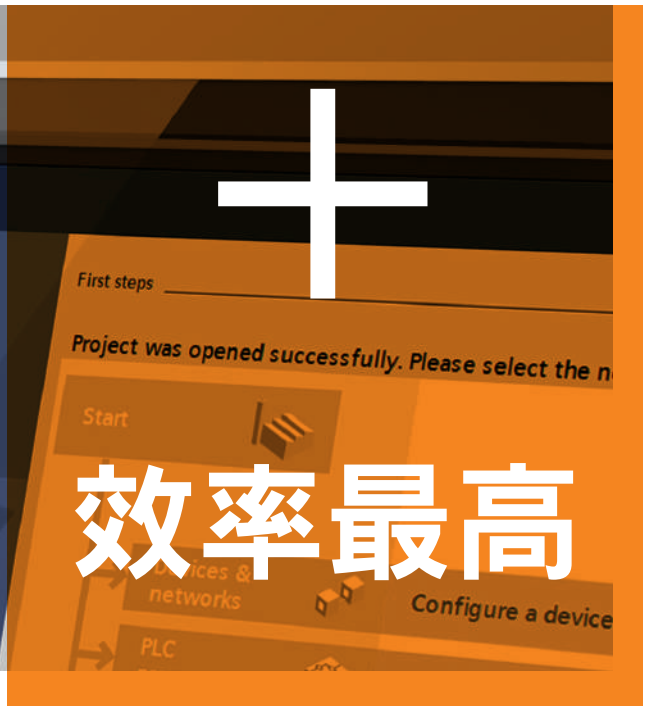 First steps
Project was opened successfully. Please select the
Start
效率最高
Devices &
networks
Configure a device
PLC